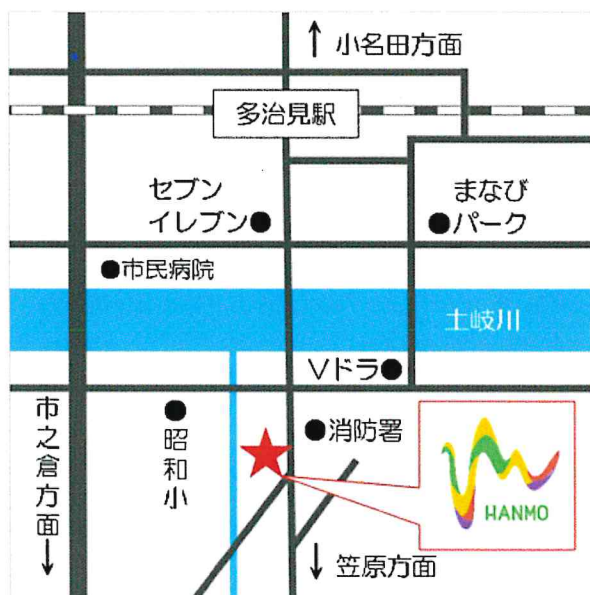 小名田方面
多治見駅
セブン
イレブン
まなび
パーク
市民病院
土岐川
Vドラ
市之倉方面
昭和小
消防署
HANMO
笠原方面